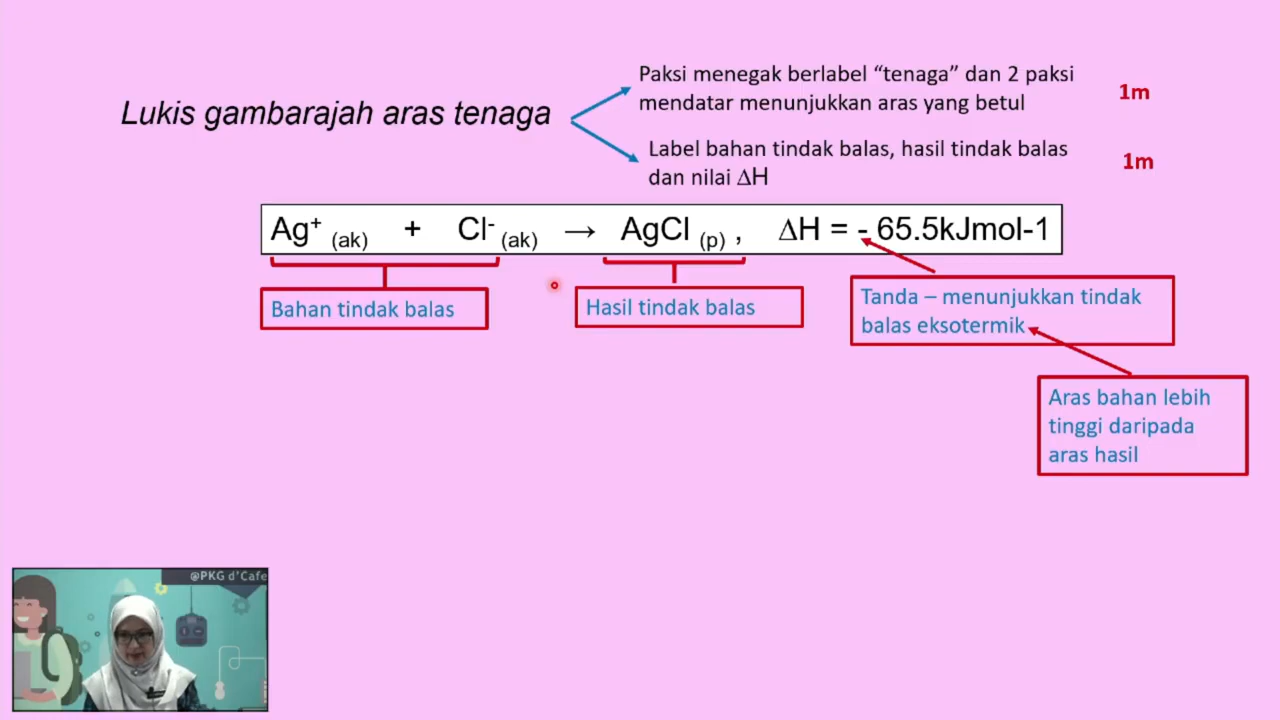 Paksi menegak berlabel “tenaga” dan 2 paksi
mendatar menunjukkan aras yang betul
1m
Lukis gambarajah aras tenaga
Label bahan tindak balas, hasil tindak balas
dan nilai ∆H
1m
Ag⁺ (ak) + Cl⁻ (ak) → AgCl (p) , ∆H = - 65.5kJmol-1
Bahan tindak balas
Hasil tindak balas
Tanda – menunjukkan tindak
balas eksotermik
Aras bahan lebih
tinggi daripada
aras hasil
@PKG d'Cafe